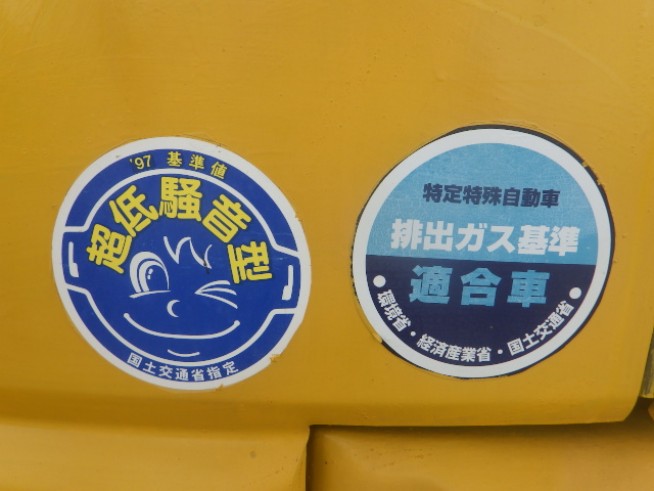 '97 基準値
超低騒音型
国土交通省指定
特定特殊自動車
排出ガス基準
適合車
●環境省・経済産業省・国土交通省●